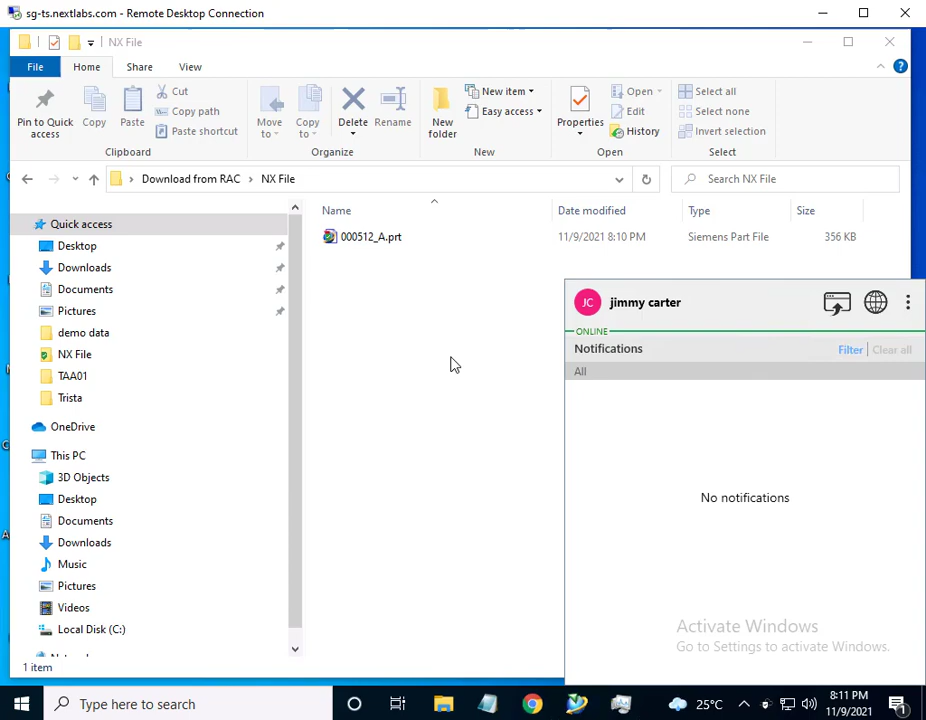 sg-ts.nextlabs.com - Remote Desktop Connection
NX File
File Home Share View
Pin to Quick access
Copy
Paste
Cut
Copy path
Paste shortcut
Clipboard
Move to
Copy to
Delete
Rename
Organize
New folder
New item
Easy access
New
Properties
Open
Edit
History
Open
Select all
Select none
Invert selection
Select
Download from RAC > NX File
Search NX File
Name Date modified Type Size
000512_A.prt 11/9/2021 8:10 PM Siemens Part File 356 KB
Quick access
Desktop
Downloads
Documents
Pictures
demo data
NX File
TAA01
Trista
OneDrive
This PC
3D Objects
Desktop
Documents
Downloads
Music
Pictures
Videos
Local Disk (C:)
1 item
JC jimmy carter
ONLINE
Notifications Filter Clear all
All
No notifications
Activate Windows
Go to Settings to activate Windows.
Type here to search
25°C
8:11 PM
11/9/2021
1